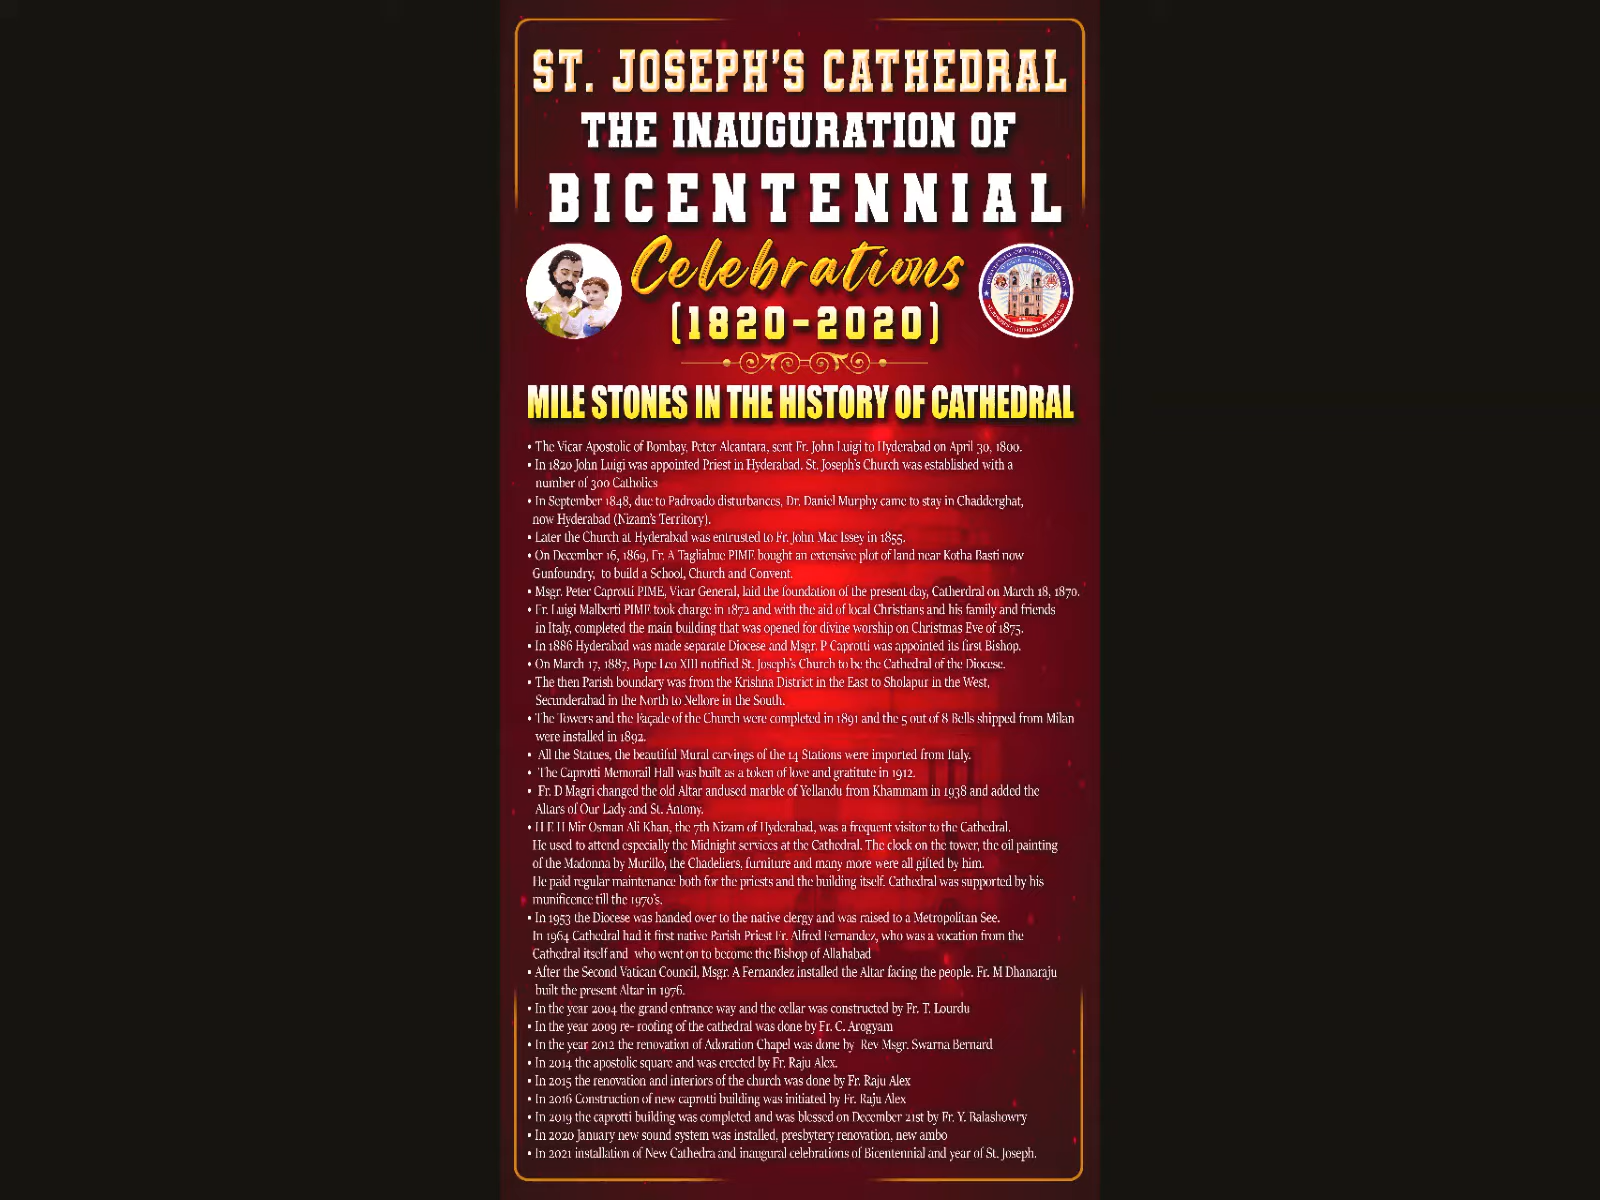 ST. JOSEPH'S CATHEDRAL
THE INAUGURATION OF
BICENTENNIAL
Celebrations
(1820-2020)
MILE STONES IN THE HISTORY OF CATHEDRAL
• The Vicar Apostolic of Bombay, Peter Alcantara, sent Fr. John Luigi to Hyderabad on April 30, 1800.
• In 1820 John Luigi was appointed Priest in Hyderabad. St. Joseph's Church was established with a
number of 300 Catholics
• In September 1848, due to Padroado disturbances, Dr. Daniel Murphy came to stay in Chadderghat,
now Hyderabad (Nizam's Territory).
• Later the Church at Hyderabad was entrusted to Fr. John Mac Issey in 1855.
• On December 16, 1869, Fr. A Tagliabue PIME bought an extensive plot of land near Kotha Basti now
Gunfoundry, to build a School, Church and Convent.
• Msgr. Peter Caprotti PIME, Vicar General, laid the foundation of the present day, Catherdral on March 18, 1870.
• Fr. Luigi Malberti PIME took charge in 1872 and with the aid of local Christians and his family and friends
in Italy, completed the main building that was opened for divine worship on Christmas Eve of 1875.
• In 1886 Hyderabad was made separate Diocese and Msgr. P Caprotti was appointed its first Bishop.
• On March 17, 1887, Pope Leo XIII notified St. Joseph's Church to be the Cathedral of the Diocese.
• The then Parish boundary was from the Krishna District in the East to Sholapur in the West,
Secunderabad in the North to Nellore in the South.
• The Towers and the Façade of the Church were completed in 1891 and the 5 out of 8 Bells shipped from Milan
were installed in 1892.
• All the Statues, the beautiful Mural carvings of the 14 Stations were imported from Italy.
• The Caprotti Memorail Hall was built as a token of love and gratitute in 1912.
• Fr. D Magri changed the old Altar andused marble of Yellandu from Khammam in 1938 and added the
Altars of Our Lady and St. Antony.
• H E H Mir Osman Ali Khan, the 7th Nizam of Hyderabad, was a frequent visitor to the Cathedral.
He used to attend especially the Midnight services at the Cathedral. The clock on the tower, the oil painting
of the Madonna by Murillo, the Chadeliers, furniture and many more were all gifted by him.
He paid regular maintenance both for the priests and the building itself. Cathedral was supported by his
munificence till the 1970's.
• In 1953 the Diocese was handed over to the native clergy and was raised to a Metropolitan See.
In 1964 Cathedral had it first native Parish Priest Fr. Alfred Fernandez, who was a vocation from the
Cathedral itself and who went on to become the Bishop of Allahabad
• After the Second Vatican Council, Msgr. A Fernandez installed the Altar facing the people. Fr. M Dhanaraju
built the present Altar in 1976.
• In the year 2004 the grand entrance way and the cellar was constructed by Fr. T. Lourdu
• In the year 2009 re- roofing of the cathedral was done by Fr. C. Arogyam
• In the year 2012 the renovation of Adoration Chapel was done by Rev Msgr. Swarna Bernard
• In 2014 the apostolic square and was erected by Fr. Raju Alex.
• In 2015 the renovation and interiors of the church was done by Fr. Raju Alex
• In 2016 Construction of new caprotti building was initiated by Fr. Raju Alex
• In 2019 the caprotti building was completed and was blessed on December 21st by Fr. Y. Balashowry
• In 2020 January new sound system was installed, presbytery renovation, new ambo
• In 2021 installation of New Cathedra and inaugural celebrations of Bicentennial and year of St. Joseph.